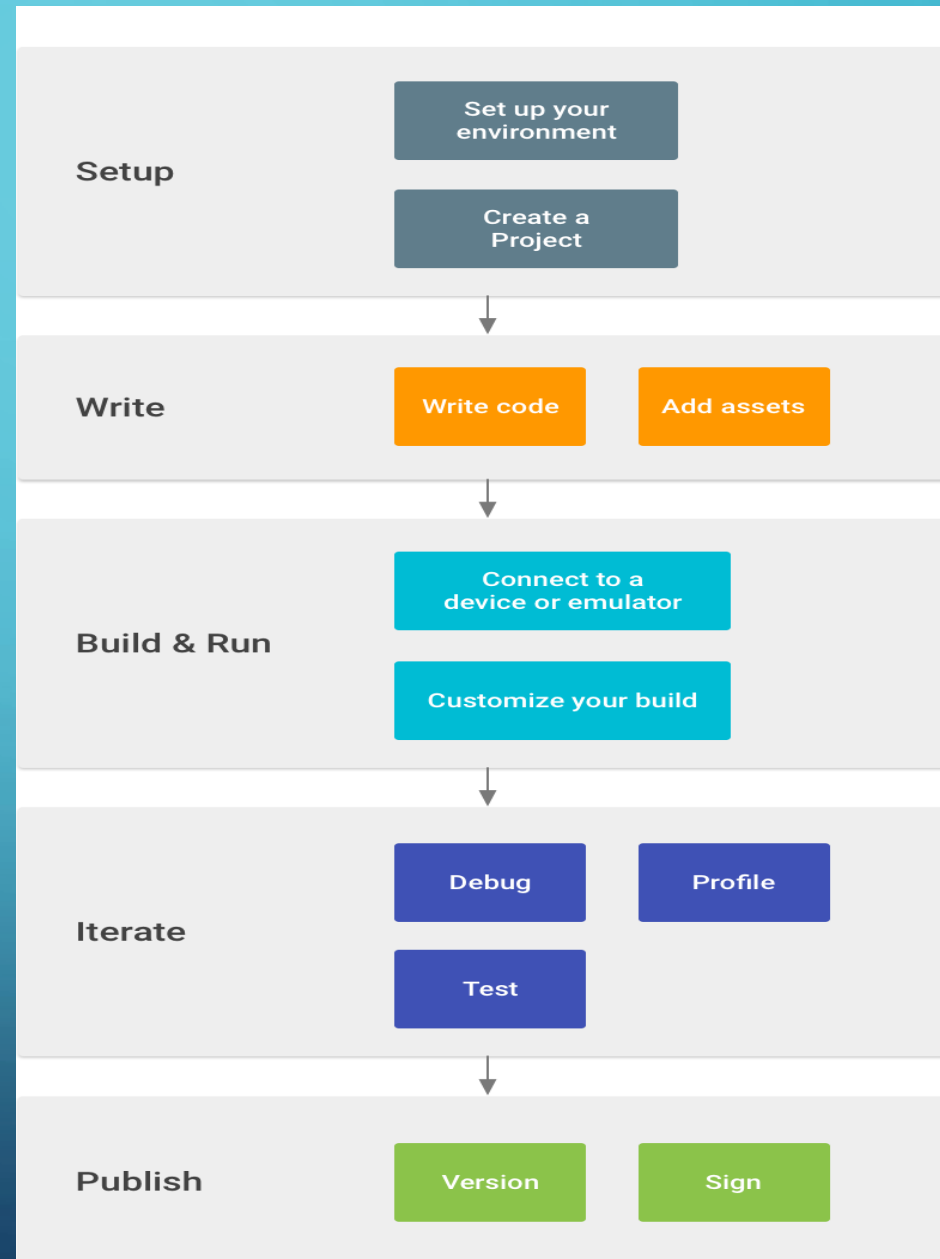 Setup
Set up your
environment
Create a
Project
Write
Write code
Add assets
Build & Run
Connect to a
device or emulator
Customize your build
Iterate
Debug
Profile
Test
Publish
Version
Sign